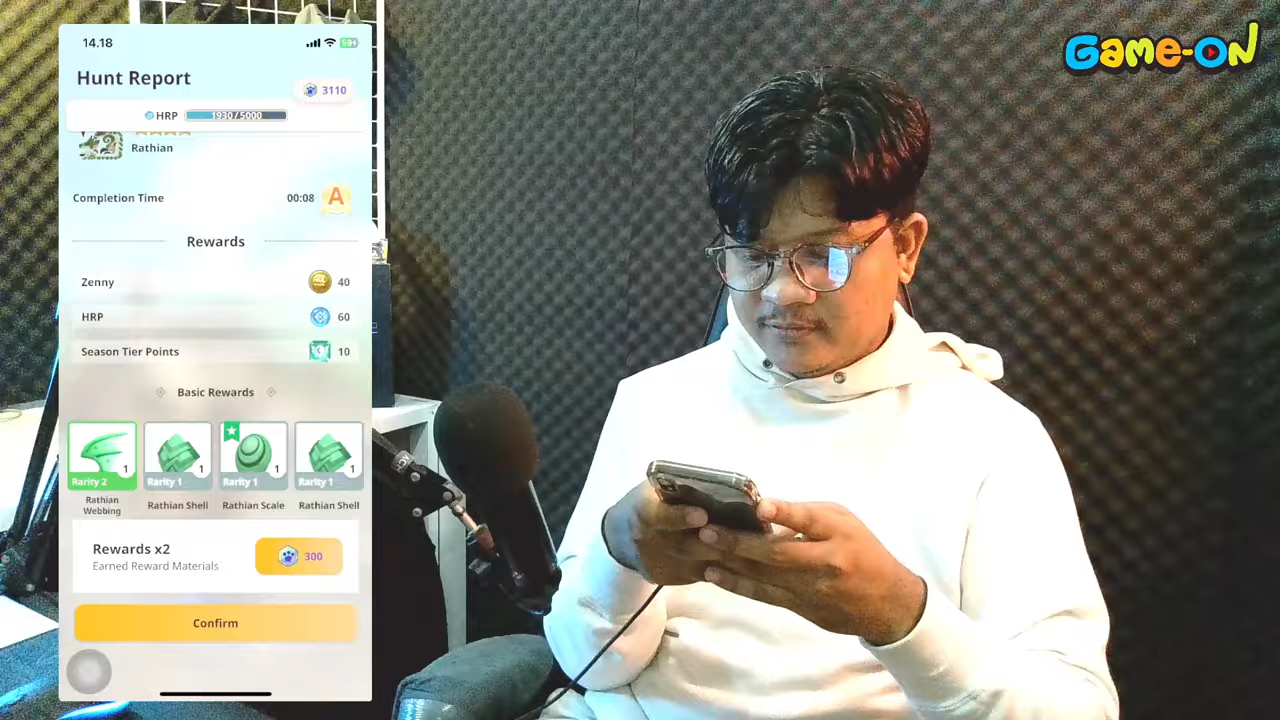 14.18
59
GAME-ON
Hunt Report
3110
HRP 1930/5000
Rathian
Completion Time 00:08 A
Rewards
Zenny 40
HRP 60
Season Tier Points 10
Basic Rewards
1 1 1 1
Rarity 2 Rarity 1 Rarity 1 Rarity 1
Rathian Webbing Rathian Shell Rathian Scale Rathian Shell
Rewards x2
Earned Reward Materials
300
Confirm